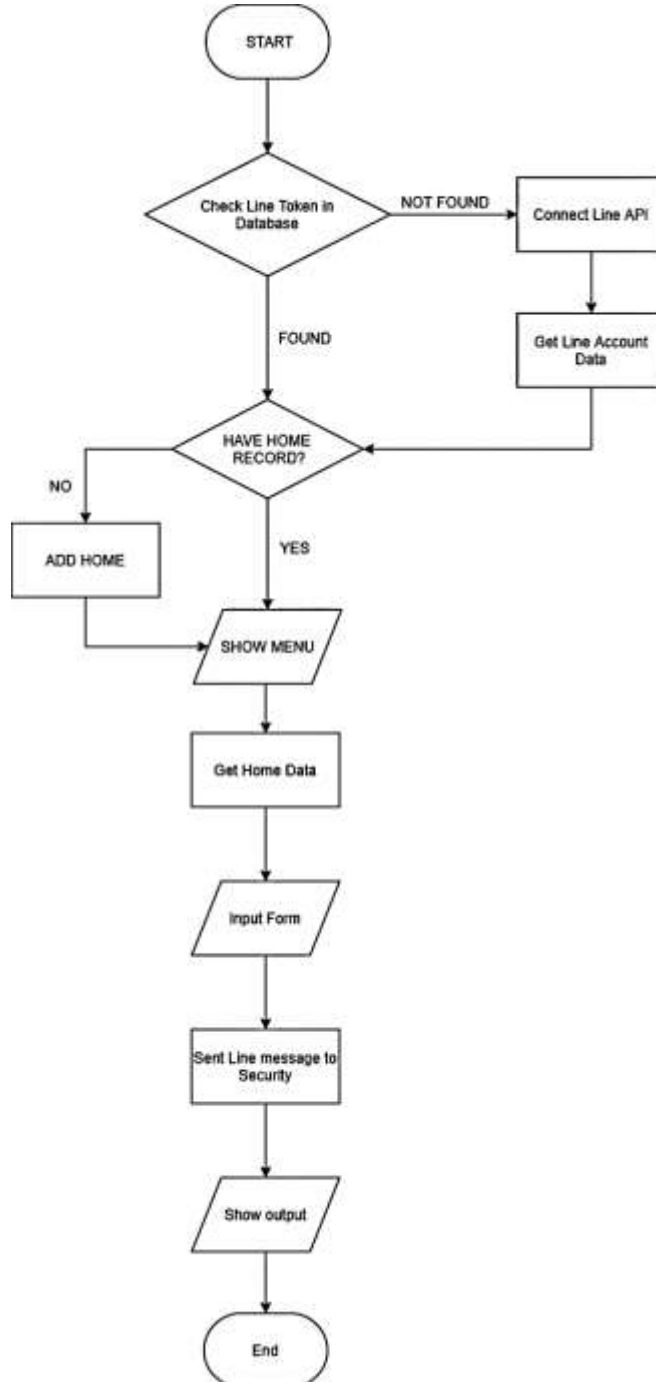 START
Check Line Token in
Database
NOT FOUND
Connect Line API
FOUND
Get Line Account
Data
HAVE HOME
RECORD?
NO
ADD HOME
YES
SHOW MENU
Get Home Data
Input Form
Sent Line message to
Security
Show output
End